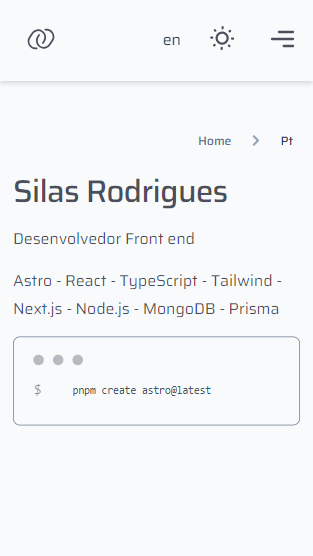 en
Home > Pt
Silas Rodrigues
Desenvolvedor Front end
Astro - React - TypeScript - Tailwind -
Next.js - Node.js - MongoDB - Prisma
$ pnpm create astro@latest